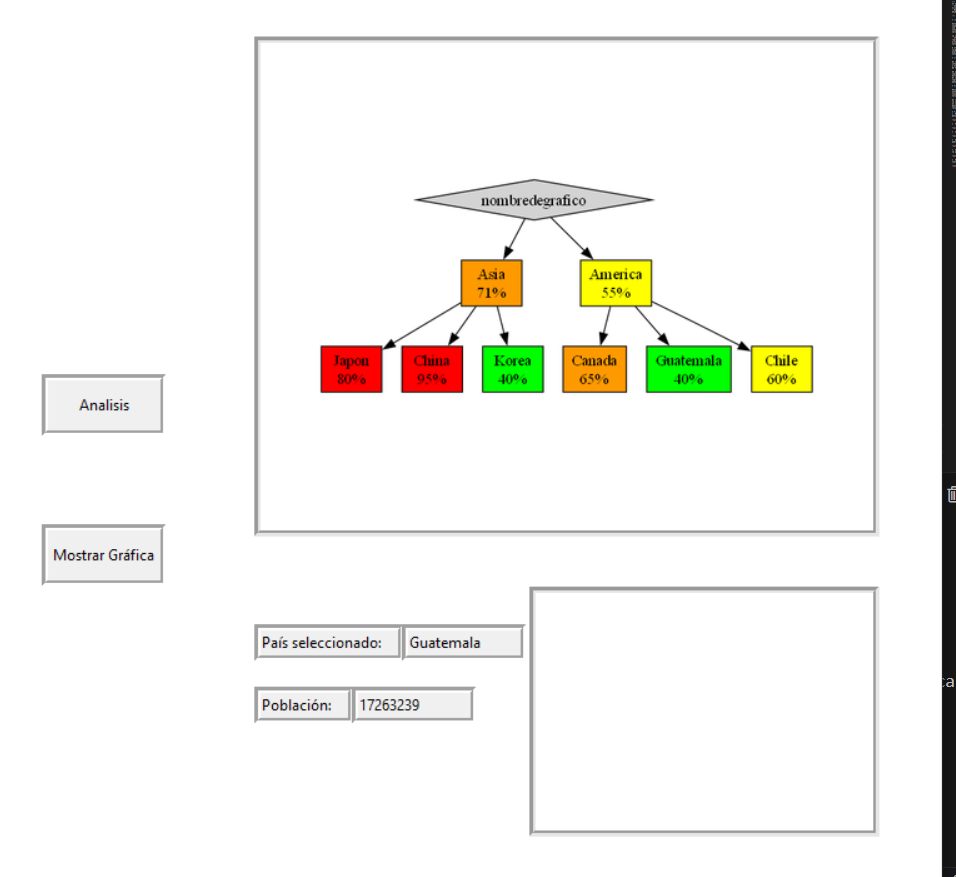 nombredegrafico
Asia
71%
America
55%
Japon
80%
China
95%
Korea
40%
Canada
65%
Guatemala
40%
Chile
60%
Analisis
Mostrar Gráfica
País seleccionado:
Guatemala
Población:
17263239